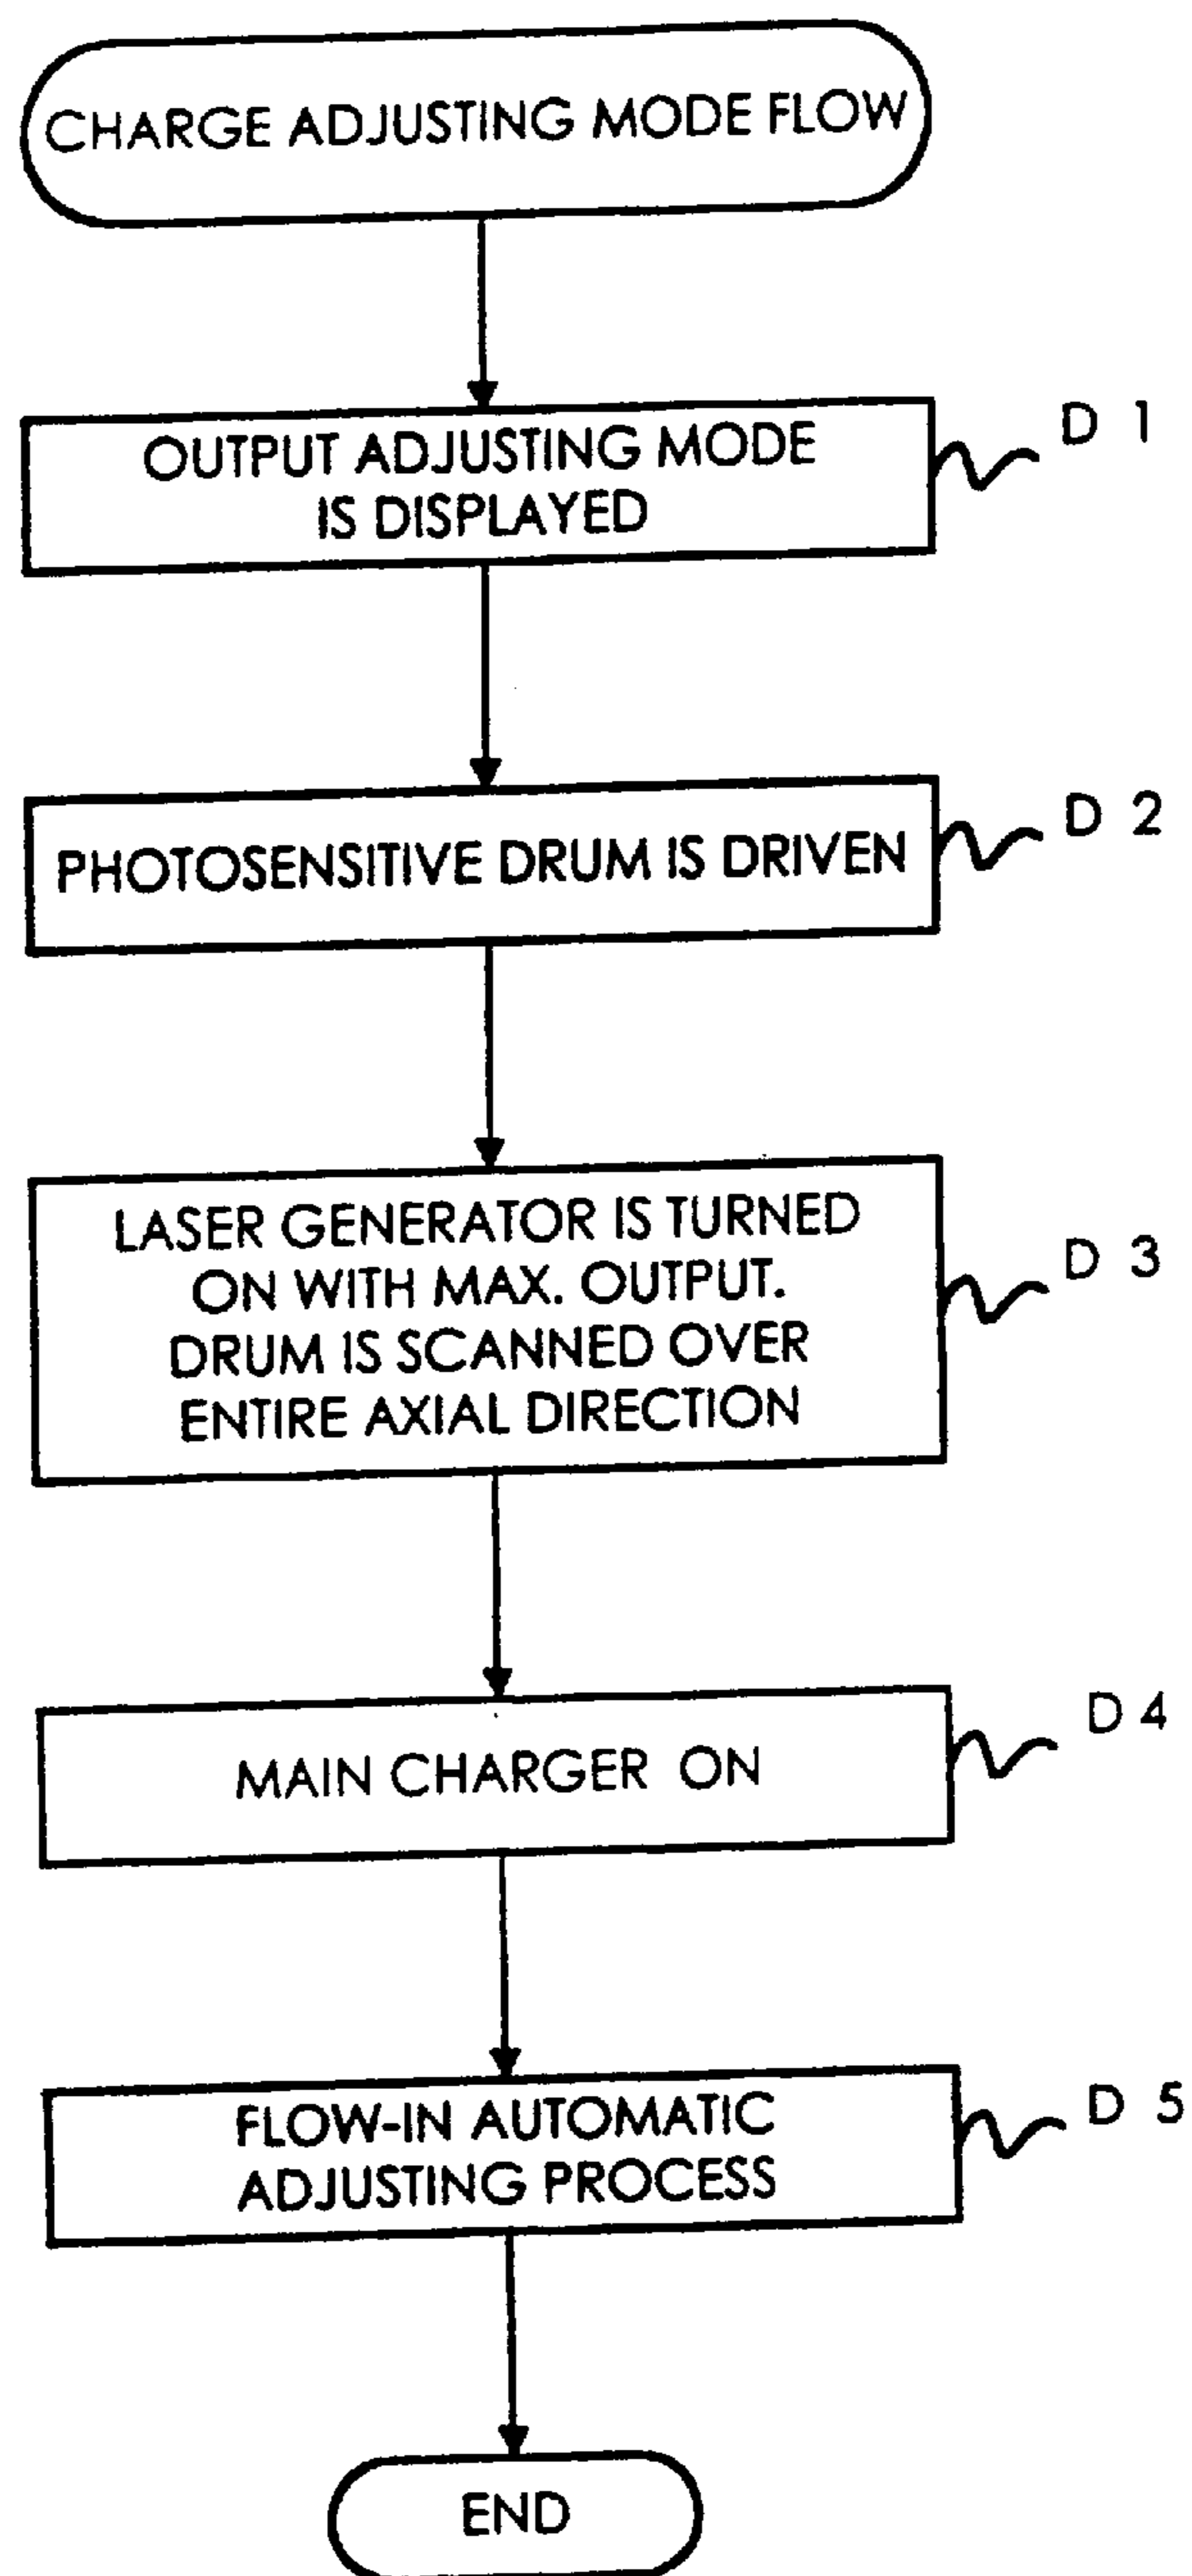 CHARGE ADJUSTING MODE FLOW
OUTPUT ADJUSTING MODE
IS DISPLAYED
D 1
PHOTOSENSITIVE DRUM IS DRIVEN
D 2
LASER GENERATOR IS TURNED
ON WITH MAX. OUTPUT.
DRUM IS SCANNED OVER
ENTIRE AXIAL DIRECTION
D 3
MAIN CHARGER ON
D 4
FLOW-IN AUTOMATIC
ADJUSTING PROCESS
D 5
END